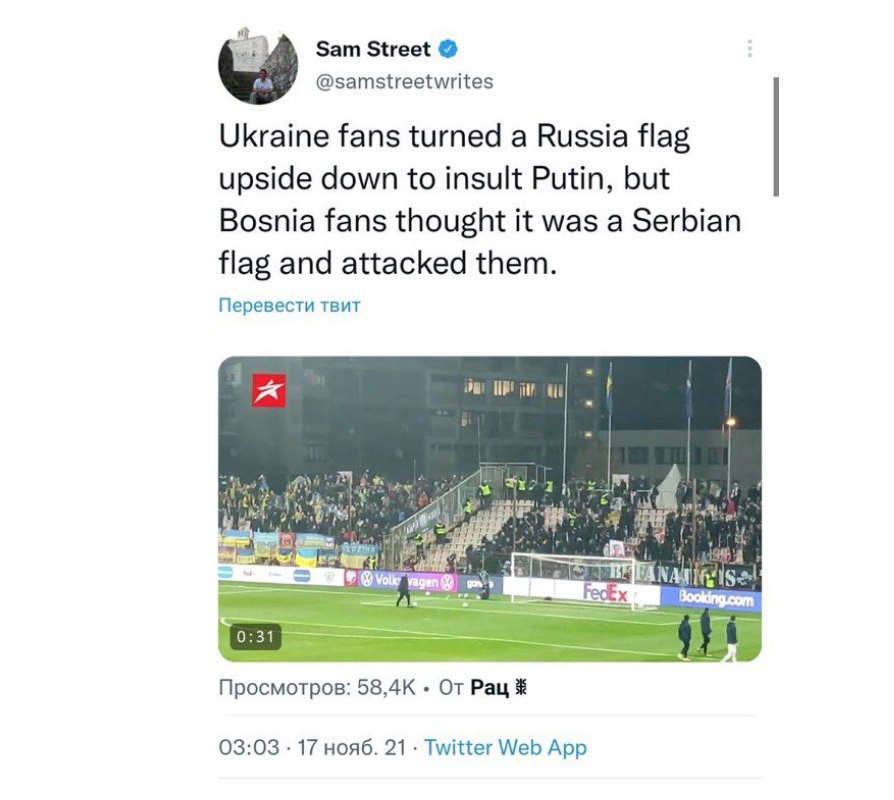 Sam Street
@samstreetwrites
Ukraine fans turned a Russia flag
upside down to insult Putin, but
Bosnia fans thought it was a Serbian
flag and attacked them.
Перевести твит
Volkswagen
FedEx
Booking.com
0:31
Просмотров: 58,4K • От Рац
03:03 · 17 нояб. 21 · Twitter Web App